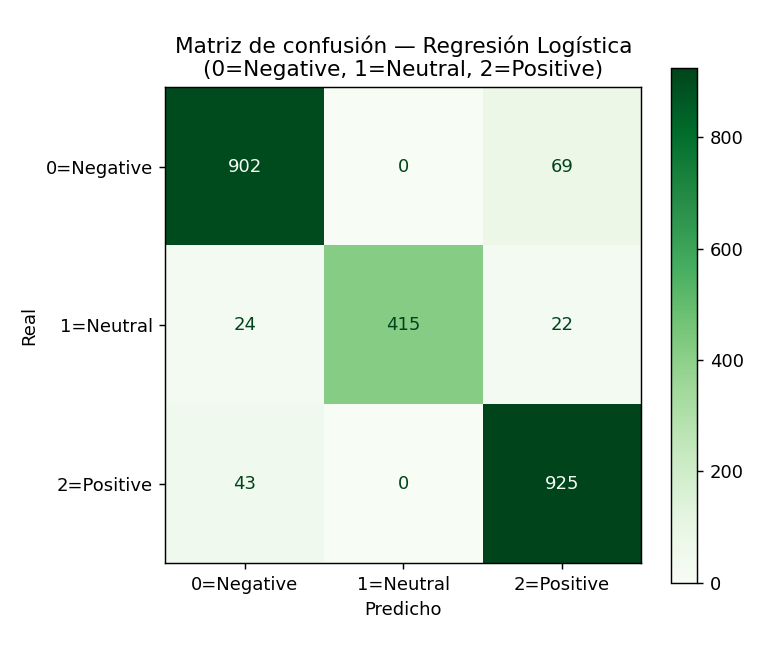 Matriz de confusión — Regresión Logística
(0=Negative, 1=Neutral, 2=Positive)
0=Negative
902
0
69
1=Neutral
24
415
22
2=Positive
43
0
925
0=Negative
1=Neutral
2=Positive
Predicho
Real
800
600
400
200
0